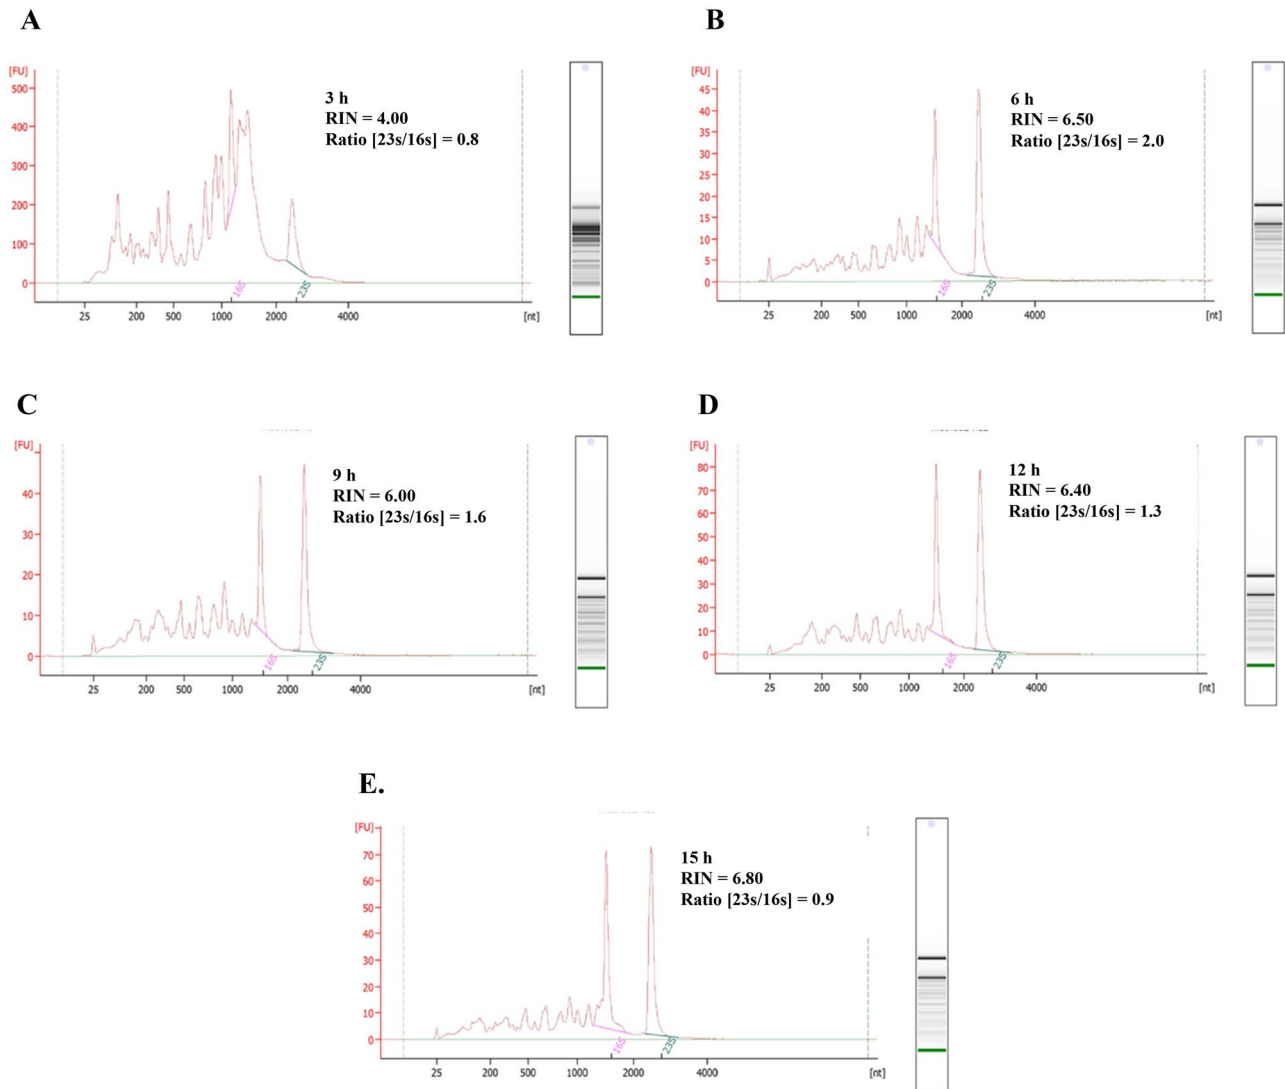 A
[FU]
500
400
300
200
100
0
3 h
RIN = 4.00
Ratio [23s/16s] = 0.8
16S
23S
25 200 500 1000 2000 4000 [nt]
B
[FU]
45
40
35
30
25
20
15
10
5
0
6 h
RIN = 6.50
Ratio [23s/16s] = 2.0
16S
23S
25 200 500 1000 2000 4000 [nt]
C
[FU]
40
30
20
10
0
9 h
RIN = 6.00
Ratio [23s/16s] = 1.6
16S
23S
25 200 500 1000 2000 4000 [nt]
D
[FU]
80
70
60
50
40
30
20
10
0
12 h
RIN = 6.40
Ratio [23s/16s] = 1.3
16S
23S
25 200 500 1000 2000 4000 [nt]
E.
[FU]
70
60
50
40
30
20
10
0
15 h
RIN = 6.80
Ratio [23s/16s] = 0.9
16S
23S
25 200 500 1000 2000 4000 [nt]